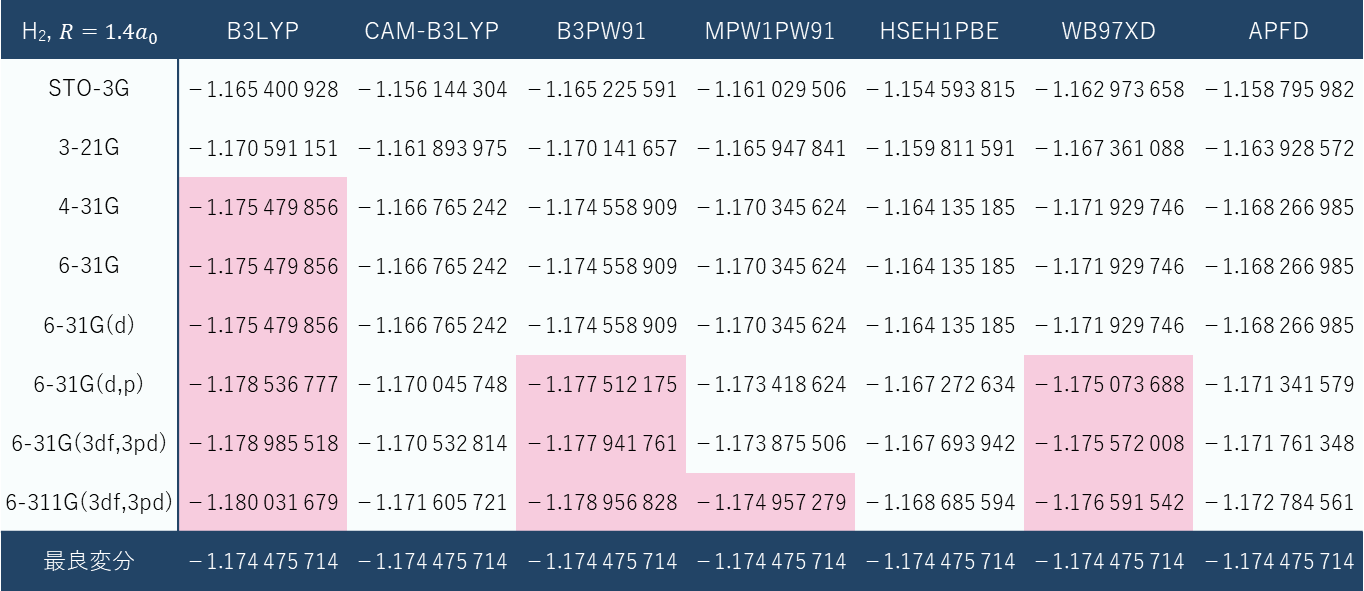 H₂, R = 1.4a₀ B3LYP CAM-B3LYP B3PW91 MPW1PW91 HSEH1PBE WB97XD APFD
STO-3G −1.165 400 928 −1.156 144 304 −1.165 225 591 −1.161 029 506 −1.154 593 815 −1.162 973 658 −1.158 795 982
3-21G −1.170 591 151 −1.161 893 975 −1.170 141 657 −1.165 947 841 −1.159 811 591 −1.167 361 088 −1.163 928 572
4-31G −1.175 479 856 −1.166 765 242 −1.174 558 909 −1.170 345 624 −1.164 135 185 −1.171 929 746 −1.168 266 985
6-31G −1.175 479 856 −1.166 765 242 −1.174 558 909 −1.170 345 624 −1.164 135 185 −1.171 929 746 −1.168 266 985
6-31G(d) −1.175 479 856 −1.166 765 242 −1.174 558 909 −1.170 345 624 −1.164 135 185 −1.171 929 746 −1.168 266 985
6-31G(d,p) −1.178 536 777 −1.170 045 748 −1.177 512 175 −1.173 418 624 −1.167 272 634 −1.175 073 688 −1.171 341 579
6-31G(3df,3pd) −1.178 985 518 −1.170 532 814 −1.177 941 761 −1.173 875 506 −1.167 693 942 −1.175 572 008 −1.171 761 348
6-311G(3df,3pd) −1.180 031 679 −1.171 605 721 −1.178 956 828 −1.174 957 279 −1.168 685 594 −1.176 591 542 −1.172 784 561
最良変分 −1.174 475 714 −1.174 475 714 −1.174 475 714 −1.174 475 714 −1.174 475 714 −1.174 475 714 −1.174 475 714